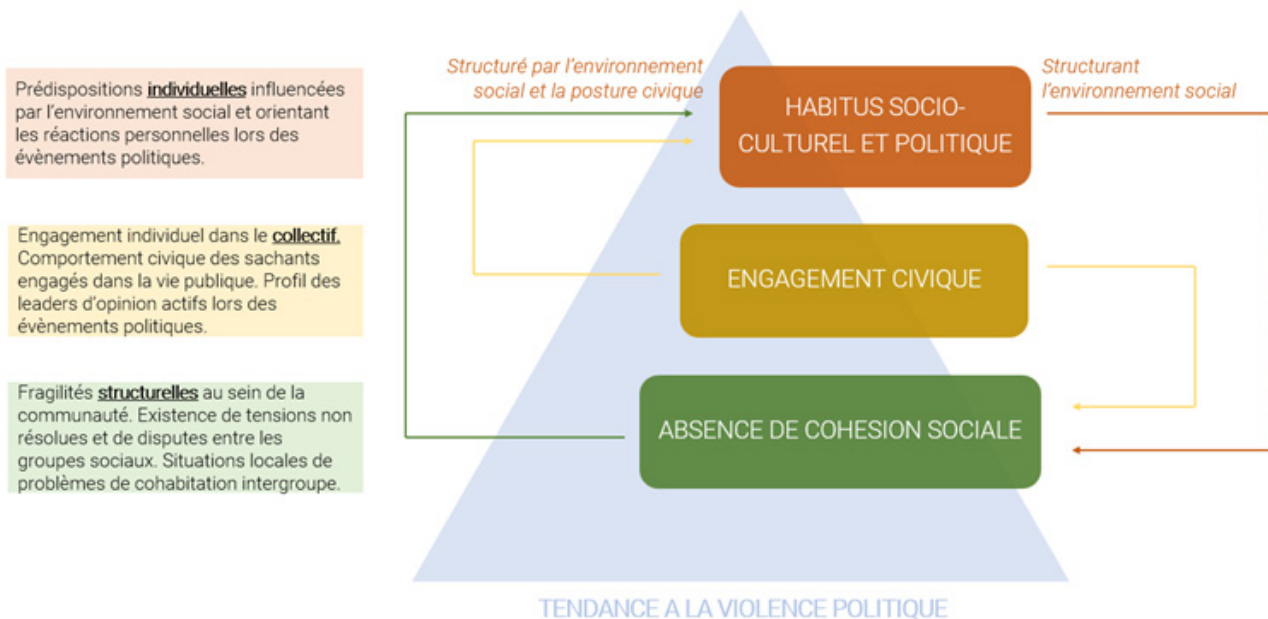 Structuré par l'environnement
social et la posture civique
HABITUS SOCIO-
CULTUREL ET POLITIQUE
Structurant
l'environnement social
Prédispositions individuelles influencées
par l'environnement social et orientant
les réactions personnelles lors des
évènements politiques.
Engagement individuel dans le collectif.
Comportement civique des sachants
engagés dans la vie publique. Profil des
leaders d'opinion actifs lors des
évènements politiques.
ENGAGEMENT CIVIQUE
Fragilités structurelles au sein de la
communauté. Existence de tensions non
résolues et de disputes entre les
groupes sociaux. Situations locales de
problèmes de cohabitation intergroupe.
ABSENCE DE COHESION SOCIALE
TENDANCE A LA VIOLENCE POLITIQUE